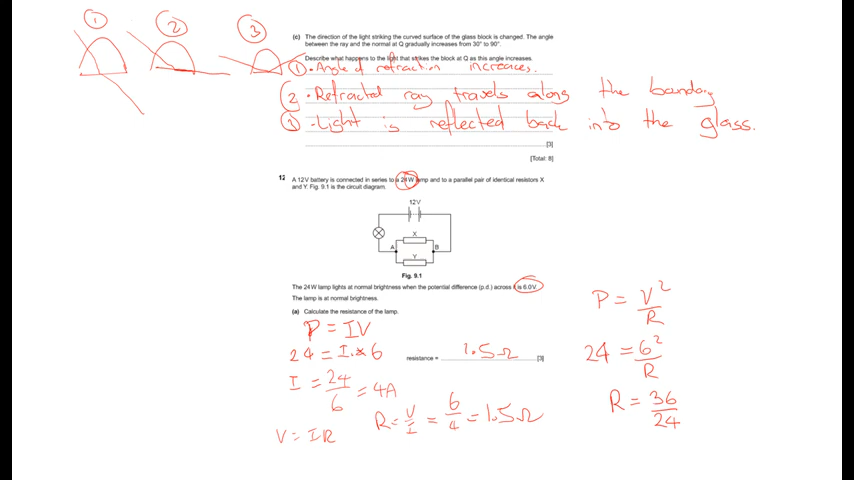 ① ② ③
(c) The direction of the light striking the curved surface of the glass block is changed. The angle
between the ray and the normal at Q gradually increases from 30° to 90°.
Describe what happens to the light that strikes the block at Q as this angle increases.
① • Angle of refraction increases.
② • Refracted ray travels along the bandary
③ • Light is reflected back into the glass.
[3]
[Total: 8]
12 A 12V battery is connected in series to a 24W lamp and to a parallel pair of identical resistors X
and Y. Fig. 9.1 is the circuit diagram.
12V
X
A B
Y
Fig. 9.1
The 24W lamp lights at normal brightness when the potential difference (p.d.) across it is 6.0V.
The lamp is at normal brightness.
(a) Calculate the resistance of the lamp.
P = IV
24 = I × 6
I = 24/6 = 4A
V = IR
R = V/I = 6/4 = 1.5Ω
resistance = 1.5Ω [3]
P = V²/R
24 = 6²/R
R = 36/24